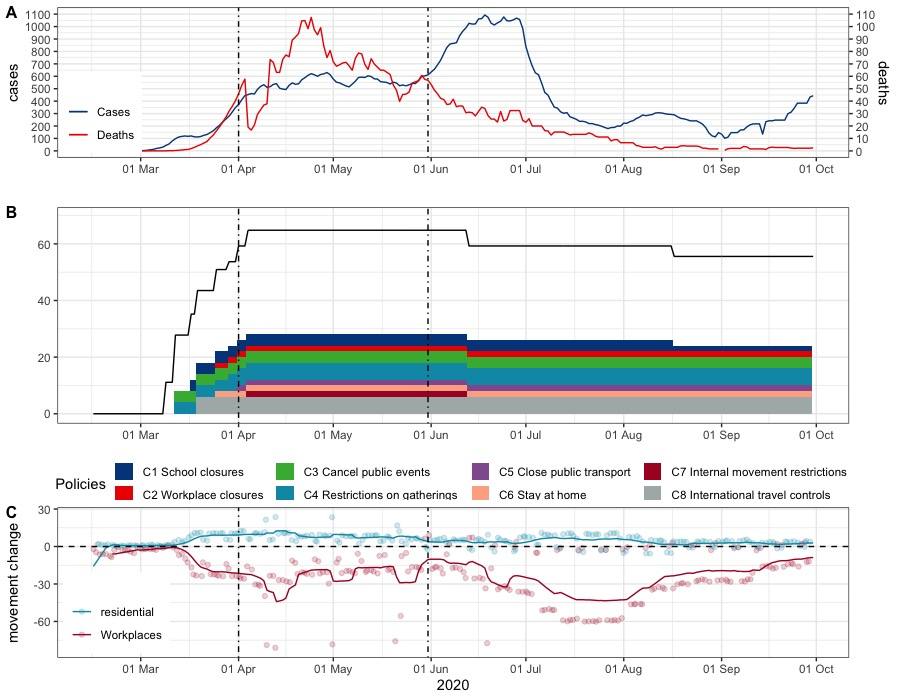 A
1100
1000
900
800
700
600
500
400
300
200
100
0
cases
110
100
90
80
70
60
50
40
30
20
10
0
deaths
Cases
Deaths
01 Mar
01 Apr
01 May
01 Jun
01 Jul
01 Aug
01 Sep
01 Oct
B
60
40
20
0
01 Mar
01 Apr
01 May
01 Jun
01 Jul
01 Aug
01 Sep
01 Oct
Policies
C1 School closures
C3 Cancel public events
C5 Close public transport
C7 Internal movement restrictions
C2 Workplace closures
C4 Restrictions on gatherings
C6 Stay at home
C8 International travel controls
C
30
0
-30
-60
movement change
residential
Workplaces
01 Mar
01 Apr
01 May
01 Jun
01 Jul
01 Aug
01 Sep
01 Oct
2020